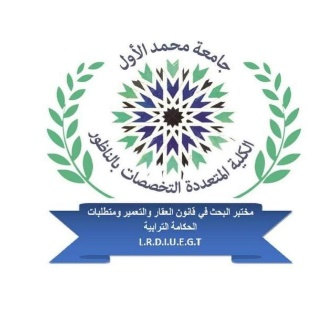 جامعة محمد الأول
الكلية المتعددة التخصصات بالناظور
مختبر البحث في قانون العقار والتعمير ومتطلبات
الحكامة الترابية
L.R.D.I.U.E.G.T